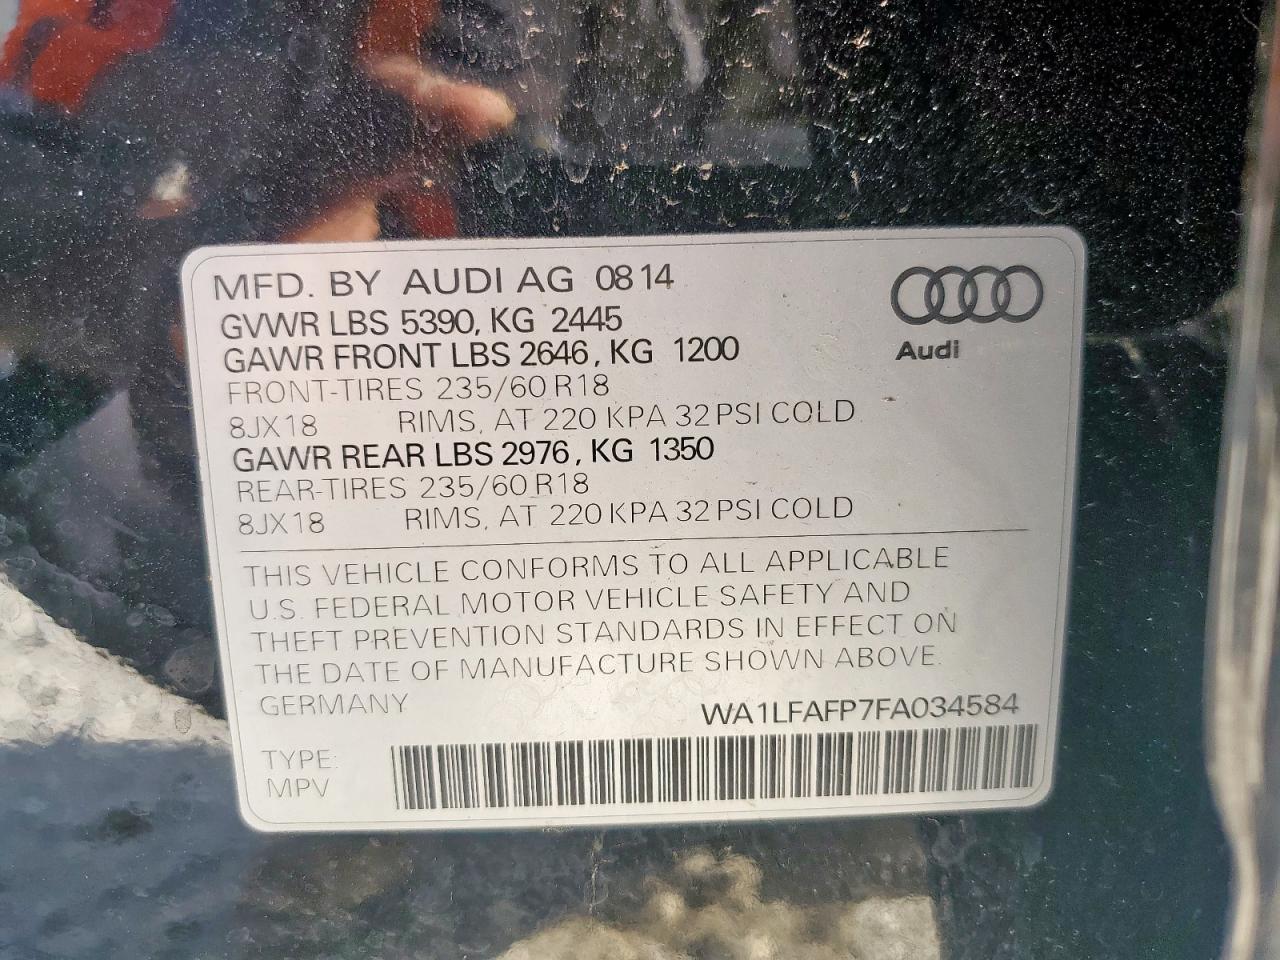 MFD. BY AUDI AG 0814
GVWR LBS 5390, KG 2445
GAWR FRONT LBS 2646, KG 1200
FRONT-TIRES 235/60 R18
8JX18 RIMS, AT 220 KPA 32 PSI COLD
GAWR REAR LBS 2976, KG 1350
REAR-TIRES 235/60 R18
8JX18 RIMS, AT 220 KPA 32 PSI COLD
Audi
THIS VEHICLE CONFORMS TO ALL APPLICABLE
U.S. FEDERAL MOTOR VEHICLE SAFETY AND
THEFT PREVENTION STANDARDS IN EFFECT ON
THE DATE OF MANUFACTURE SHOWN ABOVE.
GERMANY
WA1LFAFP7FA034584
TYPE:
MPV